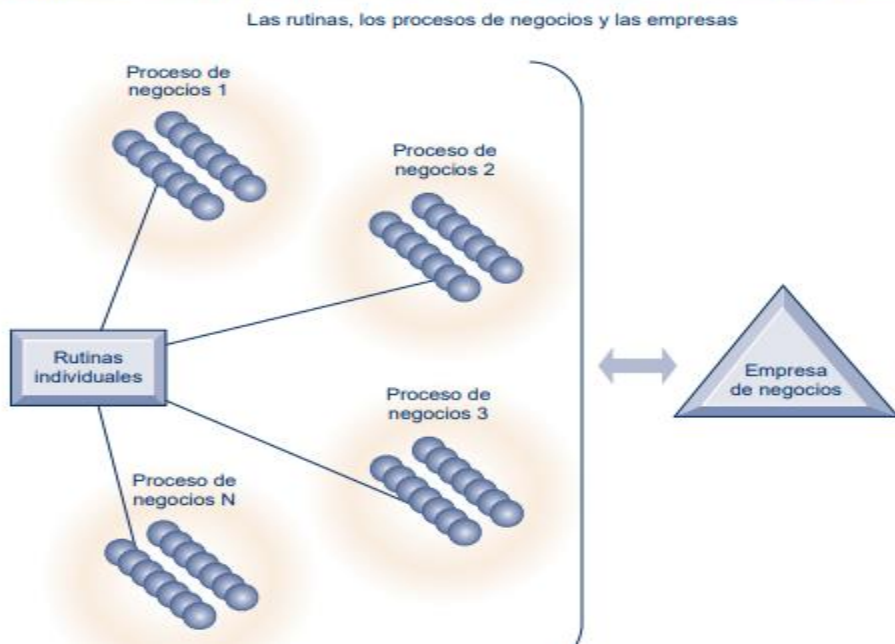 Las rutinas, los procesos de negocios y las empresas
Proceso de
negocios 1
Proceso de
negocios 2
Rutinas
individuales
Empresa
de negocios
Proceso de
negocios 3
Proceso de
negocios N